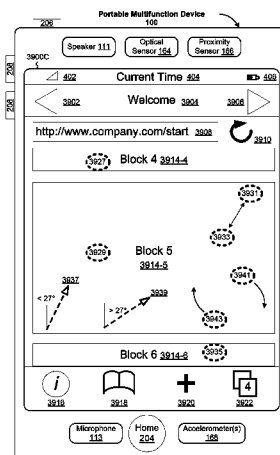 Portable Multifunction Device
100
206
Speaker 111
Optical
Sensor 164
Proximity
Sensor 166
3900C
208
208
402
Current Time 404
406
3902
Welcome 3904
3906
http://www.company.com/start 3908
3910
3927
Block 4 3914-4
3931
3933
3929
Block 5
3914-5
3937
3939
3941
< 27°
> 27°
3943
Block 6 3914-6
3935
i
4
3916
3918
3920
3922
Microphone
113
Home
204
Accelerometer(s)
168